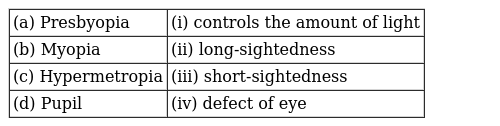 (a) Presbyopia (i) controls the amount of light
(b) Myopia (ii) long-sightedness
(c) Hypermetropia (iii) short-sightedness
(d) Pupil (iv) defect of eye